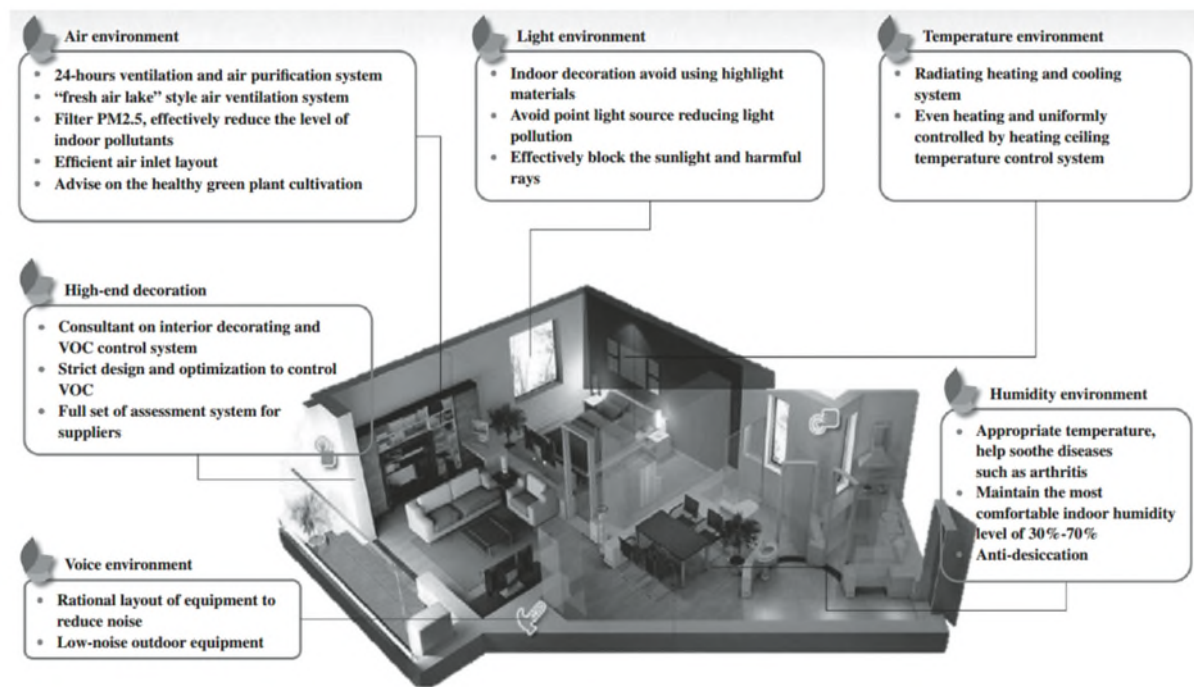 Air environment
24-hours ventilation and air purification system
“fresh air lake” style air ventilation system
Filter PM2.5, effectively reduce the level of
indoor pollutants
Efficient air inlet layout
Advise on the healthy green plant cultivation
Light environment
Indoor decoration avoid using highlight
materials
Avoid point light source reducing light
pollution
Effectively block the sunlight and harmful
rays
Temperature environment
Radiating heating and cooling
system
Even heating and uniformly
controlled by heating ceiling
temperature control system
High-end decoration
Consultant on interior decorating and
VOC control system
Strict design and optimization to control
VOC
Full set of assessment system for
suppliers
Humidity environment
Appropriate temperature,
help soothe diseases
such as arthritis
Maintain the most
comfortable indoor humidity
level of 30%-70%
Anti-desiccation
Voice environment
Rational layout of equipment to
reduce noise
Low-noise outdoor equipment